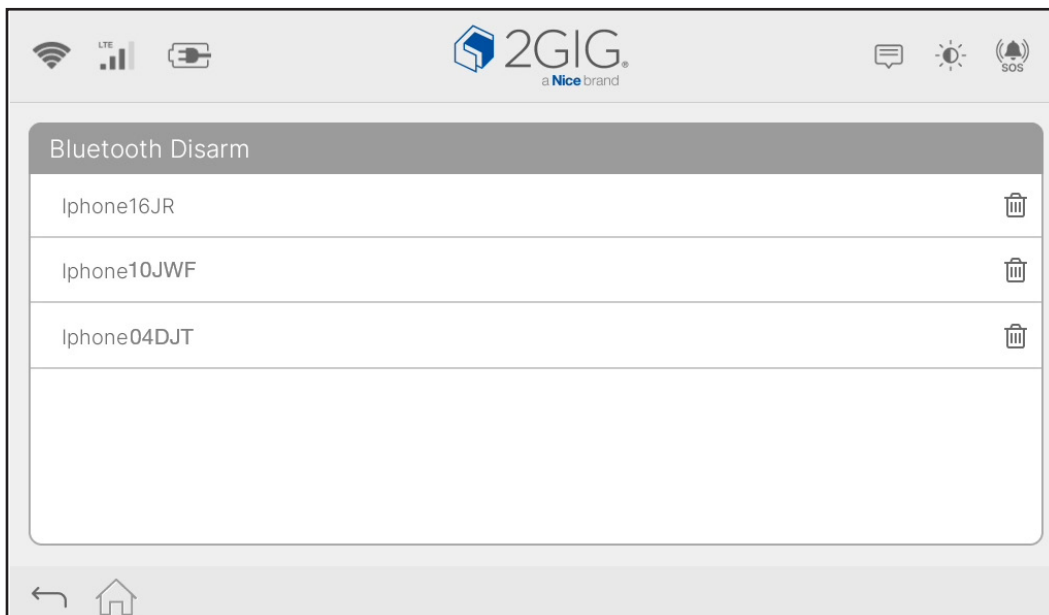 LTE
2GIG®
a Nice brand
SOS
Bluetooth Disarm
Iphone16JR
Iphone10JWF
Iphone04DJT